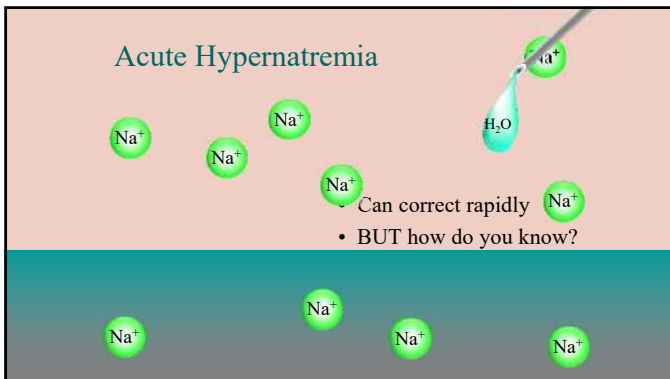 Acute Hypernatremia
Na⁺
H₂O
Na⁺
Na⁺
Na⁺
Na⁺
Na⁺
• Can correct rapidly
• BUT how do you know?
Na⁺
Na⁺
Na⁺
Na⁺